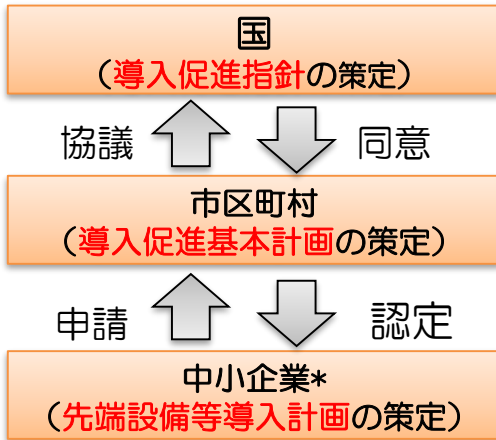 国
（導入促進指針の策定）
協議 同意
市区町村
（導入促進基本計画の策定）
申請 認定
中小企業*
（先端設備等導入計画の策定）